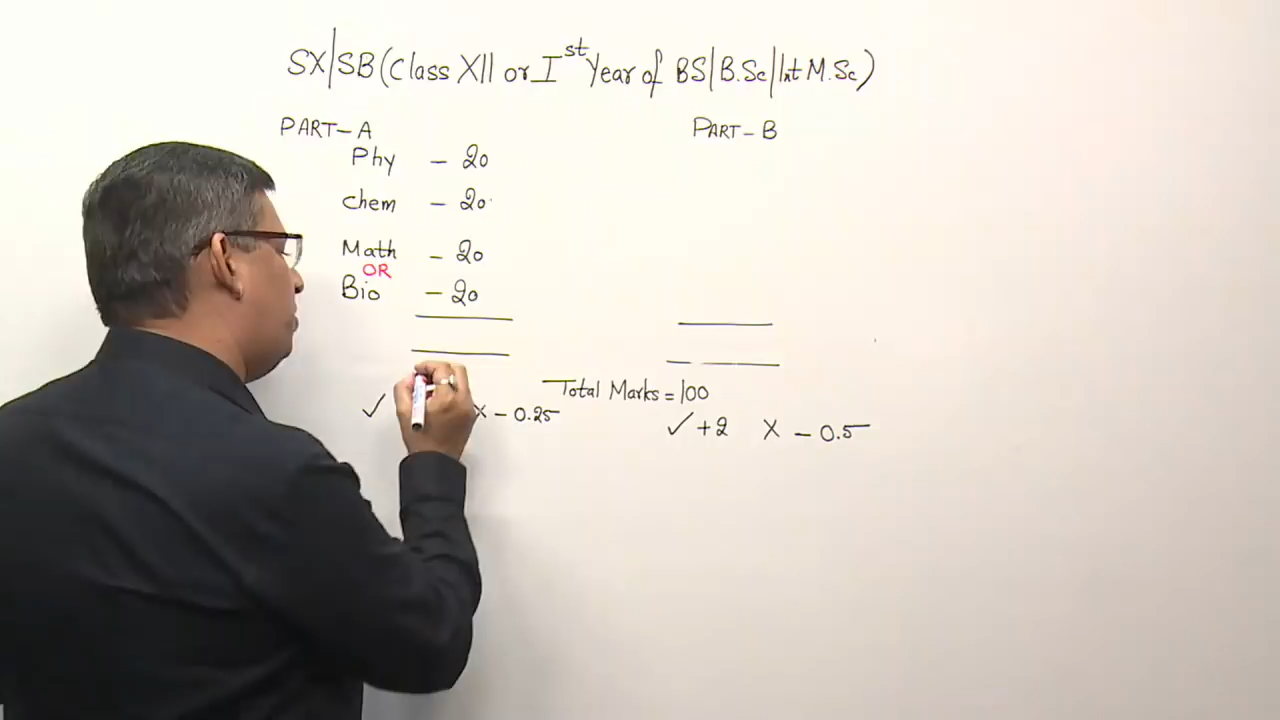 SX|SB(Class XII or Ist Year of BS|B.Sc|Int M.Sc)
PART-A
PART-B
Phy - 20
Chem - 20
Math - 20
OR
Bio - 20
Total Marks = 100
✓ X - 0.25
✓ +2 X - 0.5